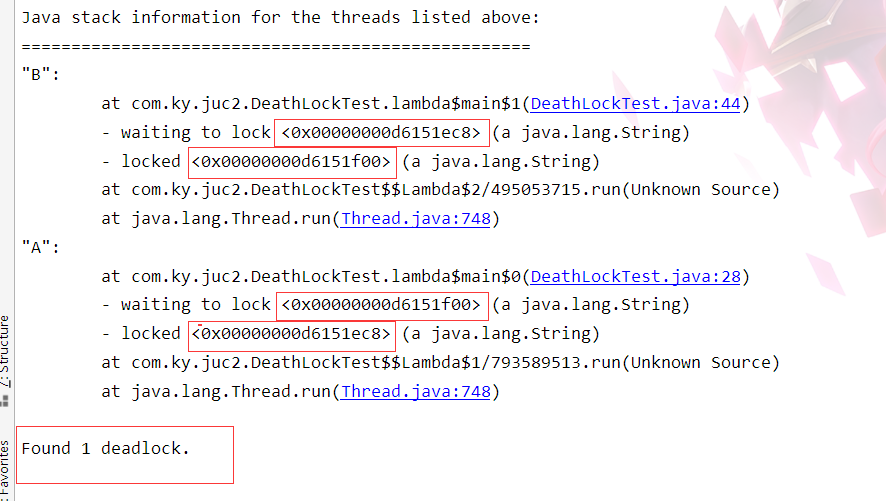 Java stack information for the threads listed above:
===================================================
"B":
at com.ky.juc2.DeathLockTest.lambda$main$1(DeathLockTest.java:44)
- waiting to lock <0x00000000d6151ec8> (a java.lang.String)
- locked <0x00000000d6151f00> (a java.lang.String)
at com.ky.juc2.DeathLockTest$$Lambda$2/495053715.run(Unknown Source)
at java.lang.Thread.run(Thread.java:748)
"A":
at com.ky.juc2.DeathLockTest.lambda$main$0(DeathLockTest.java:28)
- waiting to lock <0x00000000d6151f00> (a java.lang.String)
- locked <0x00000000d6151ec8> (a java.lang.String)
at com.ky.juc2.DeathLockTest$$Lambda$1/793589513.run(Unknown Source)
at java.lang.Thread.run(Thread.java:748)
Found 1 deadlock.
7: Structure
: Favorites